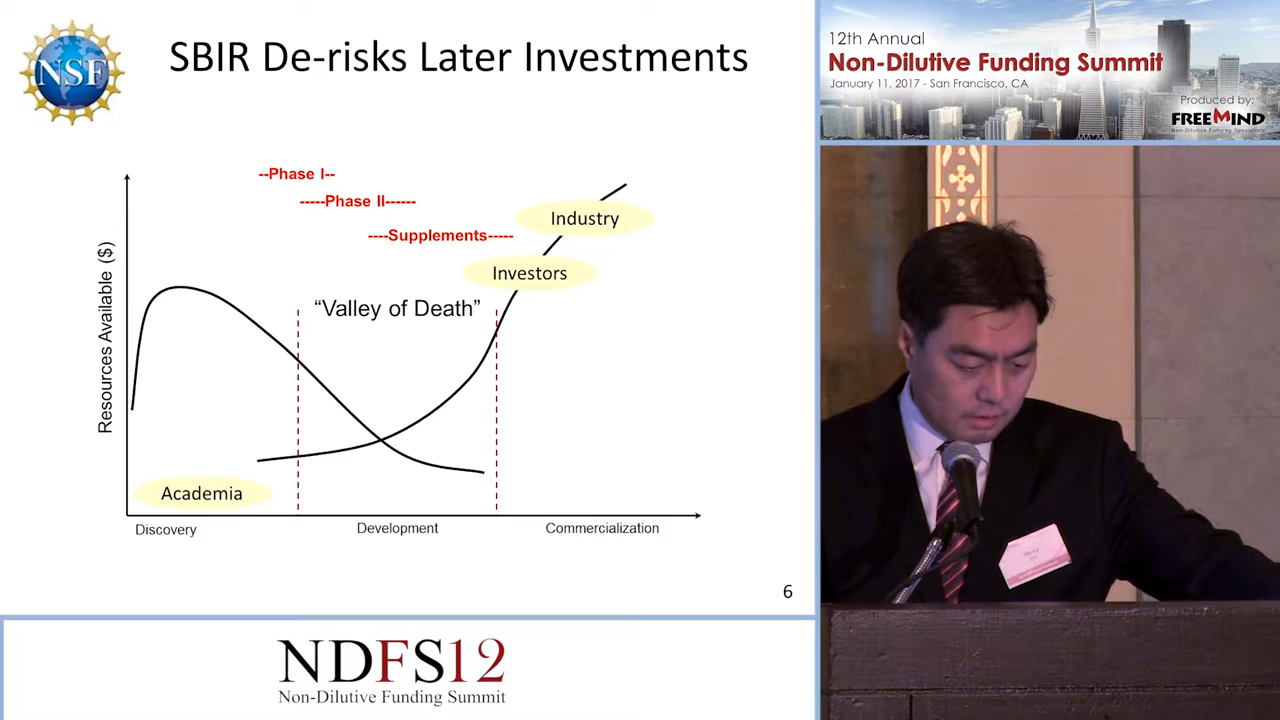 NSF
SBIR De-risks Later Investments
--Phase I--
-----Phase II------
----Supplements-----
Industry
Investors
"Valley of Death"
Resources Available ($)
Academia
Discovery
Development
Commercialization
6
NDFS12
Non-Dilutive Funding Summit
12th Annual
Non-Dilutive Funding Summit
January 11, 2017 - San Francisco, CA
Produced by:
FREEMIND
Non-Dilutive Funding Specialists